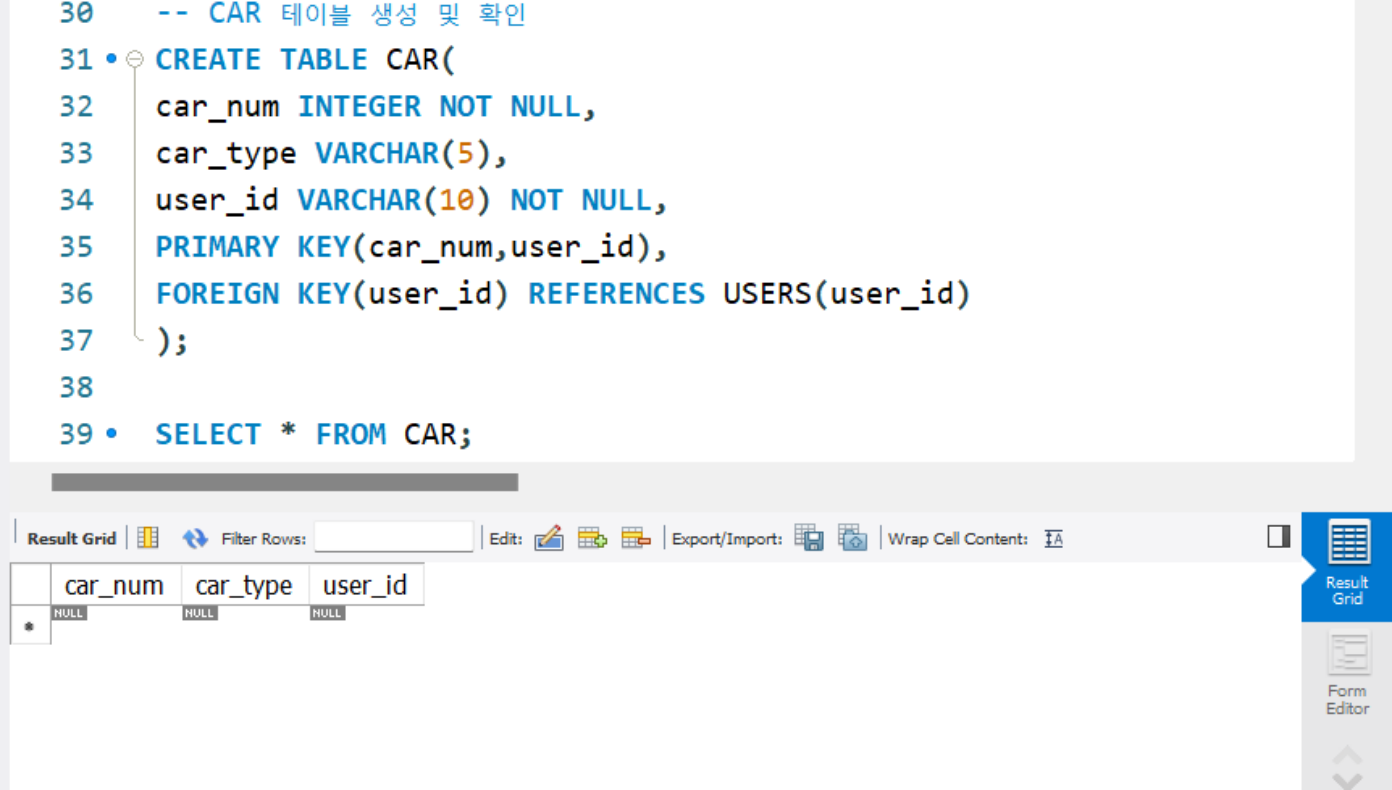 30 -- CAR 테이블 생성 및 확인
31 CREATE TABLE CAR(
32 car_num INTEGER NOT NULL,
33 car_type VARCHAR(5),
34 user_id VARCHAR(10) NOT NULL,
35 PRIMARY KEY(car_num,user_id),
36 FOREIGN KEY(user_id) REFERENCES USERS(user_id)
37 );
38
39 SELECT * FROM CAR;
Result Grid Filter Rows: Edit: Export/Import: Wrap Cell Content: IA
car_num car_type user_id
* NULL NULL NULL
Result
Grid
Form
Editor